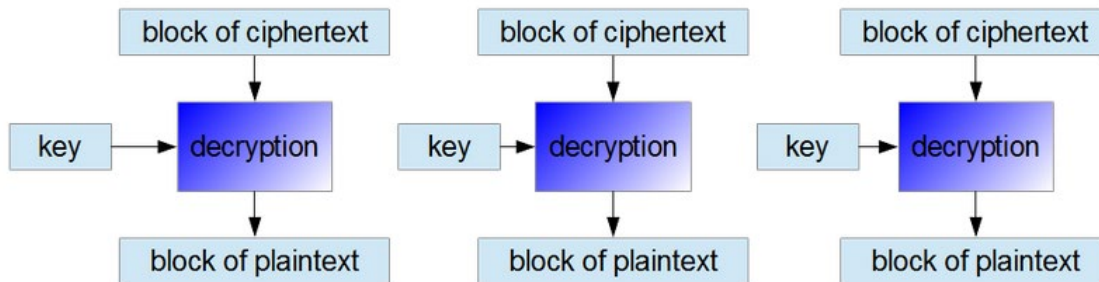 block of ciphertext block of ciphertext block of ciphertext
key decryption key decryption key decryption
block of plaintext block of plaintext block of plaintext